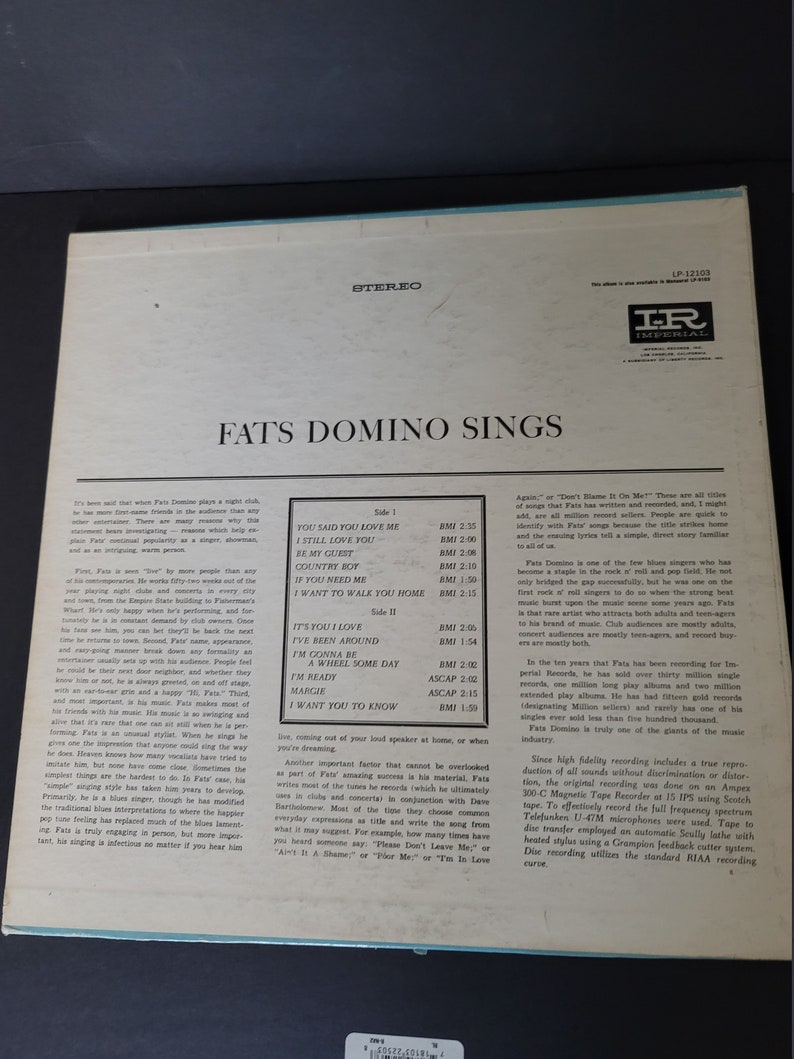 STEREO
LP-12103
This album is also available in Monaural LP-9103
IR
IMPERIAL
IMPERIAL RECORDS, INC.
LOS ANGELES, CALIFORNIA
A SUBSIDIARY OF LIBERTY RECORDS, INC.
FATS DOMINO SINGS
It's been said that when Fats Domino plays a night club,
he has more first-name friends in the audience than any
other entertainer. There are many reasons why this
statement bears investigating — reasons which help ex-
plain Fats' continual popularity as a singer, showman,
and as an intriguing, warm person.
First, Fats is seen "live" by more people than any
of his contemporaries. He works fifty-two weeks out of the
year playing night clubs and concerts in every city
and town, from the Empire State building to Fisherman's
Wharf. He's only happy when he's performing, and for-
tunately he is in constant demand by club owners. Once
his fans see him, you can bet they'll be back the next
time he returns to town. Second, Fats' name, appearance,
and easy-going manner break down any formality an
entertainer usually sets up with his audience. People feel
he could be their next door neighbor, and whether they
know him or not, he is always greeted, on and off stage,
with an ear-to-ear grin and a happy "Hi, Fats." Third,
and most important, is his music. Fats makes most of
his friends with his music. His music is so swinging and
alive that it's rare that one can sit still when he is per-
forming. Fats is an unusual stylist. When he sings he
gives one the impression that anyone could sing the way
he does. Heaven knows how many vocalists have tried to
imitate him, but none have come close. Sometimes the
simplest things are the hardest to do. In Fats' case, his
"simple" singing style has taken him years to develop.
Primarily, he is a blues singer, though he has modified
the traditional blues interpretations to where the happier
pop tune feeling has replaced much of the blues lament-
ing. Fats is truly engaging in person, but more impor-
tant, his singing is infectious no matter if you hear him
Side I
YOU SAID YOU LOVE ME BMI 2:35
I STILL LOVE YOU BMI 2:00
BE MY GUEST BMI 2:08
COUNTRY BOY BMI 2:10
IF YOU NEED ME BMI 1:50
I WANT TO WALK YOU HOME BMI 2:15
Side II
IT'S YOU I LOVE BMI 2:05
I'VE BEEN AROUND BMI 1:54
I'M GONNA BE
A WHEEL SOME DAY BMI 2:02
I'M READY ASCAP 2:02
MARGIE ASCAP 2:15
I WANT YOU TO KNOW BMI 1:59
live, coming out of your loud speaker at home, or when
you're dreaming.
Another important factor that cannot be overlooked
as part of Fats' amazing success is his material. Fats
writes most of the tunes he records (which he ultimately
uses in clubs and concerts) in conjunction with Dave
Bartholomew. Most of the time they choose common
everyday expressions as title and write the song from
what it may suggest. For example, how many times have
you heard someone say: "Please Don't Leave Me;" or
"Ain't It A Shame;" or "Poor Me;" or "I'm In Love
Again;" or "Don't Blame It On Me?" These are all titles
of songs that Fats has written and recorded, and, I might
add, are all million record sellers. People are quick to
identify with Fats' songs because the title strikes home
and the ensuing lyrics tell a simple, direct story familiar
to all of us.
Fats Domino is one of the few blues singers who has
become a staple in the rock n' roll and pop field. He not
only bridged the gap successfully, but he was one on the
first rock n' roll singers to do so when the strong beat
music burst upon the music scene some years ago. Fats
is that rare artist who attracts both adults and teen-agers
to his brand of music. Club audiences are mostly adults,
concert audiences are mostly teen-agers, and record buy-
ers are mostly both.
In the ten years that Fats has been recording for Im-
perial Records, he has sold over thirty million single
records, one million long play albums and two million
extended play albums. He has had fifteen gold records
(designating Million sellers) and rarely has one of his
singles ever sold less than five hundred thousand.
Fats Domino is truly one of the giants of the music
industry.
Since high fidelity recording includes a true repro-
duction of all sounds without discrimination or distor-
tion, the original recording was done on an Ampex
300-C Magnetic Tape Recorder at 15 IPS using Scotch
tape. To effectively record the full frequency spectrum
Telefunken U-47M microphones were used. Tape to
disc transfer employed an automatic Scully lathe with
heated stylus using a Grampion feedback cutter system.
Disc recording utilizes the standard RIAA recording
curve.
7 18103 22503 8